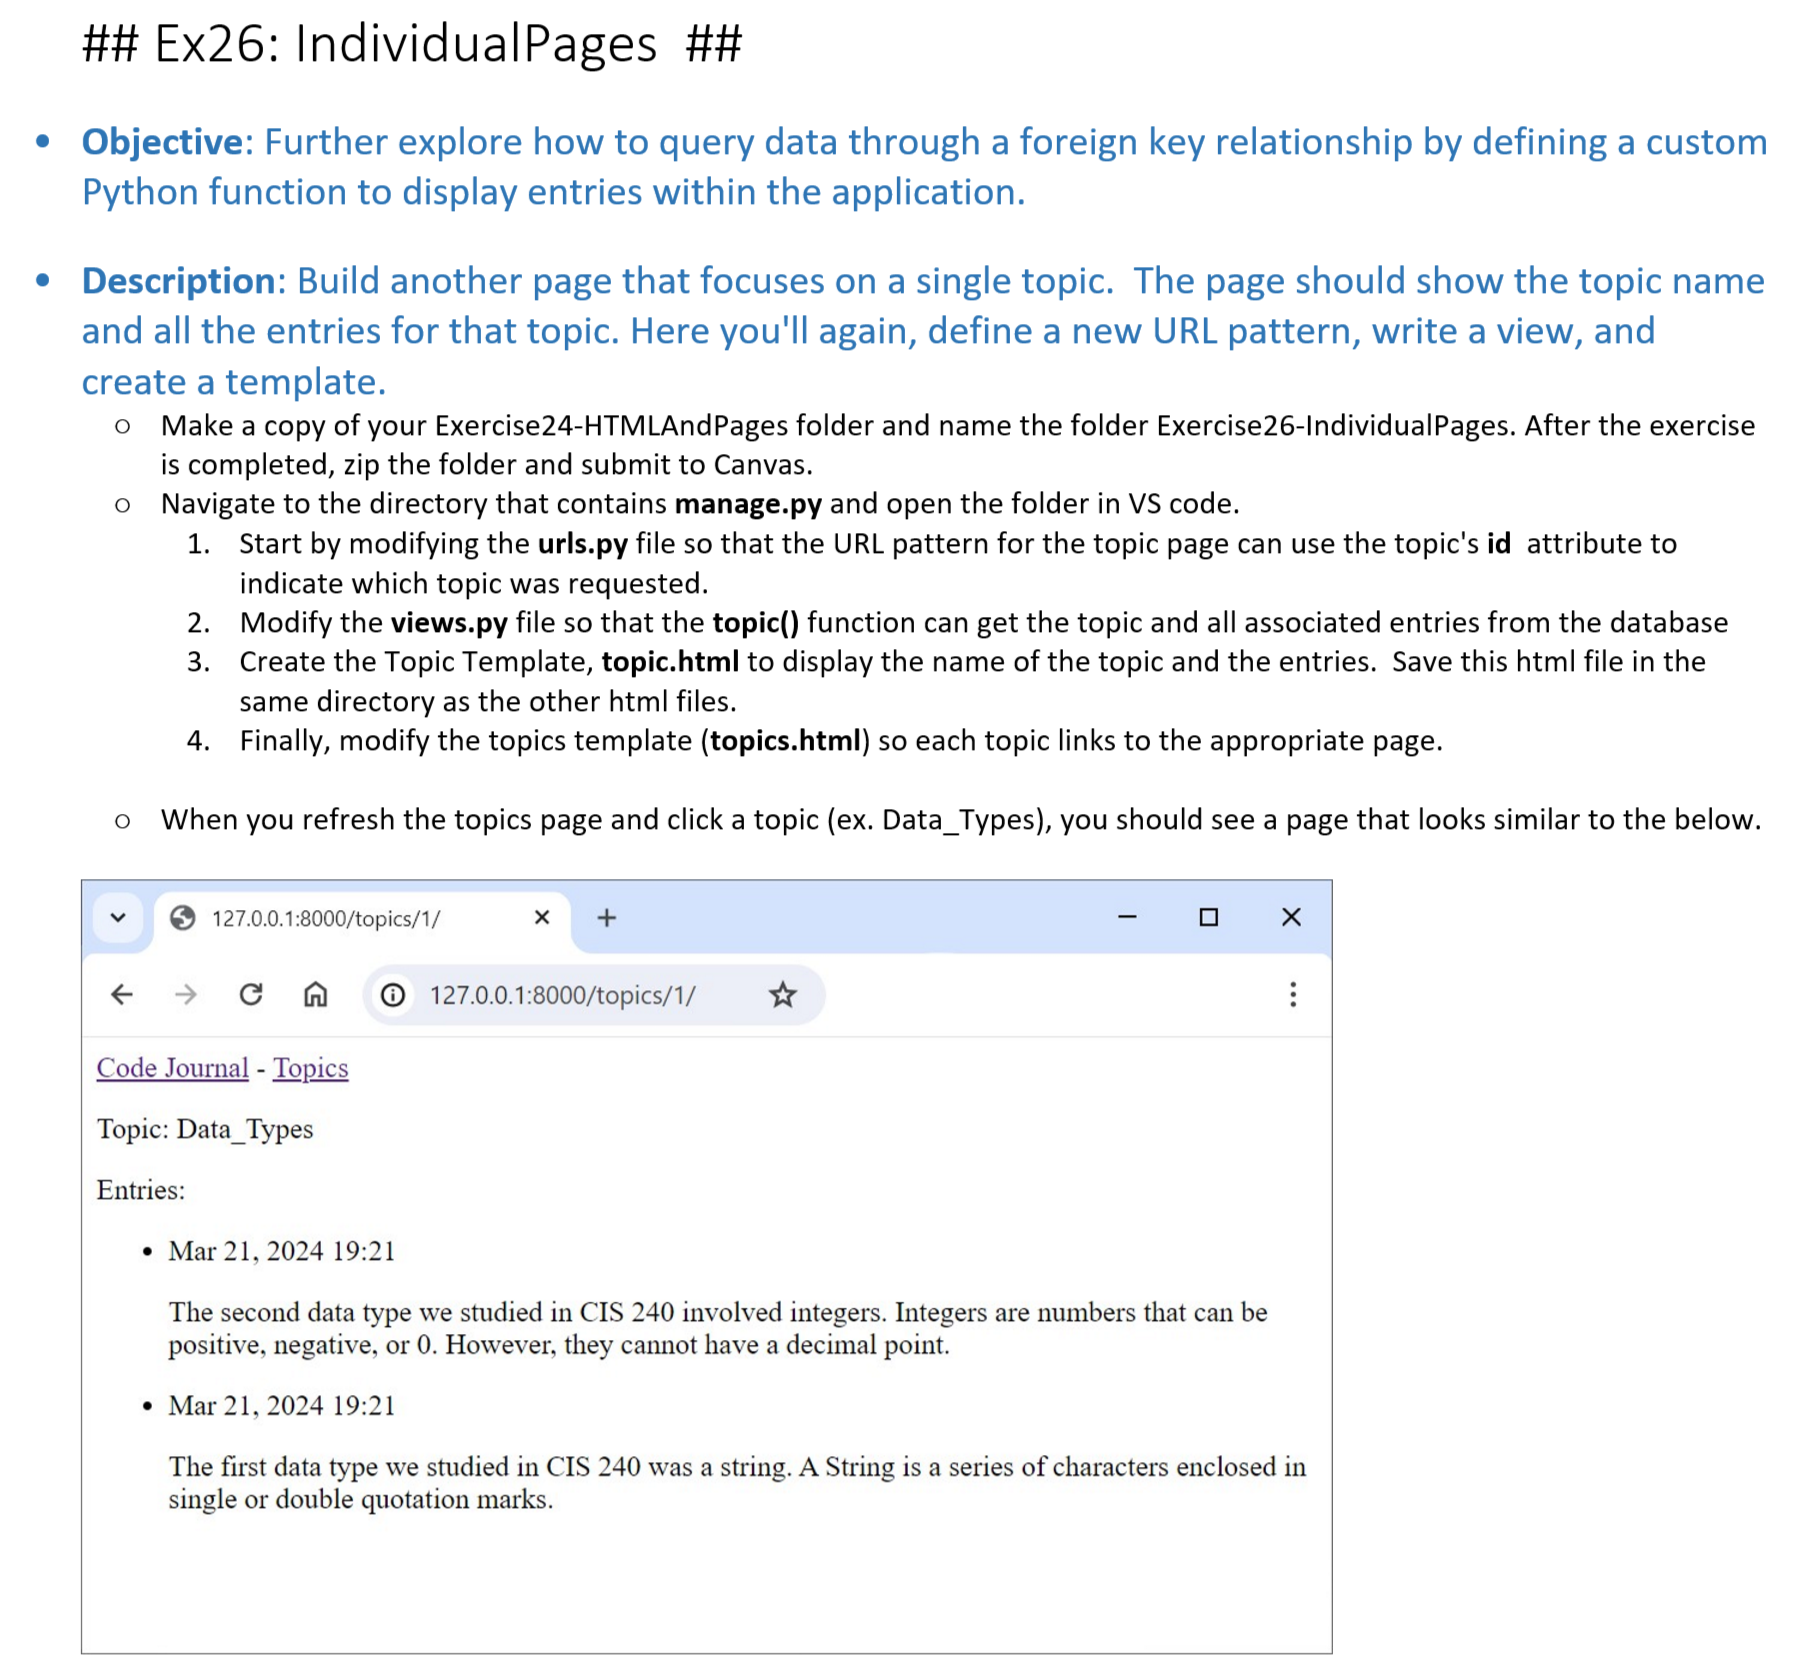 ## Ex26: IndividualPages ##
• Objective: Further explore how to query data through a foreign key relationship by defining a custom
Python function to display entries within the application.
• Description: Build another page that focuses on a single topic. The page should show the topic name
and all the entries for that topic. Here you'll again, define a new URL pattern, write a view, and
create a template.
o Make a copy of your Exercise24-HTMLAndPages folder and name the folder Exercise26-IndividualPages. After the exercise
is completed, zip the folder and submit to Canvas.
o Navigate to the directory that contains manage.py and open the folder in VS code.
1. Start by modifying the urls.py file so that the URL pattern for the topic page can use the topic's id attribute to
indicate which topic was requested.
2. Modify the views.py file so that the topic() function can get the topic and all associated entries from the database
3. Create the Topic Template, topic.html to display the name of the topic and the entries. Save this html file in the
same directory as the other html files.
4. Finally, modify the topics template (topics.html) so each topic links to the appropriate page.
o When you refresh the topics page and click a topic (ex. Data_Types), you should see a page that looks similar to the below.
127.0.0.1:8000/topics/1/
127.0.0.1:8000/topics/1/
Code Journal - Topics
Topic: Data_Types
Entries:
• Mar 21, 2024 19:21
The second data type we studied in CIS 240 involved integers. Integers are numbers that can be
positive, negative, or 0. However, they cannot have a decimal point.
• Mar 21, 2024 19:21
The first data type we studied in CIS 240 was a string. A String is a series of characters enclosed in
single or double quotation marks.